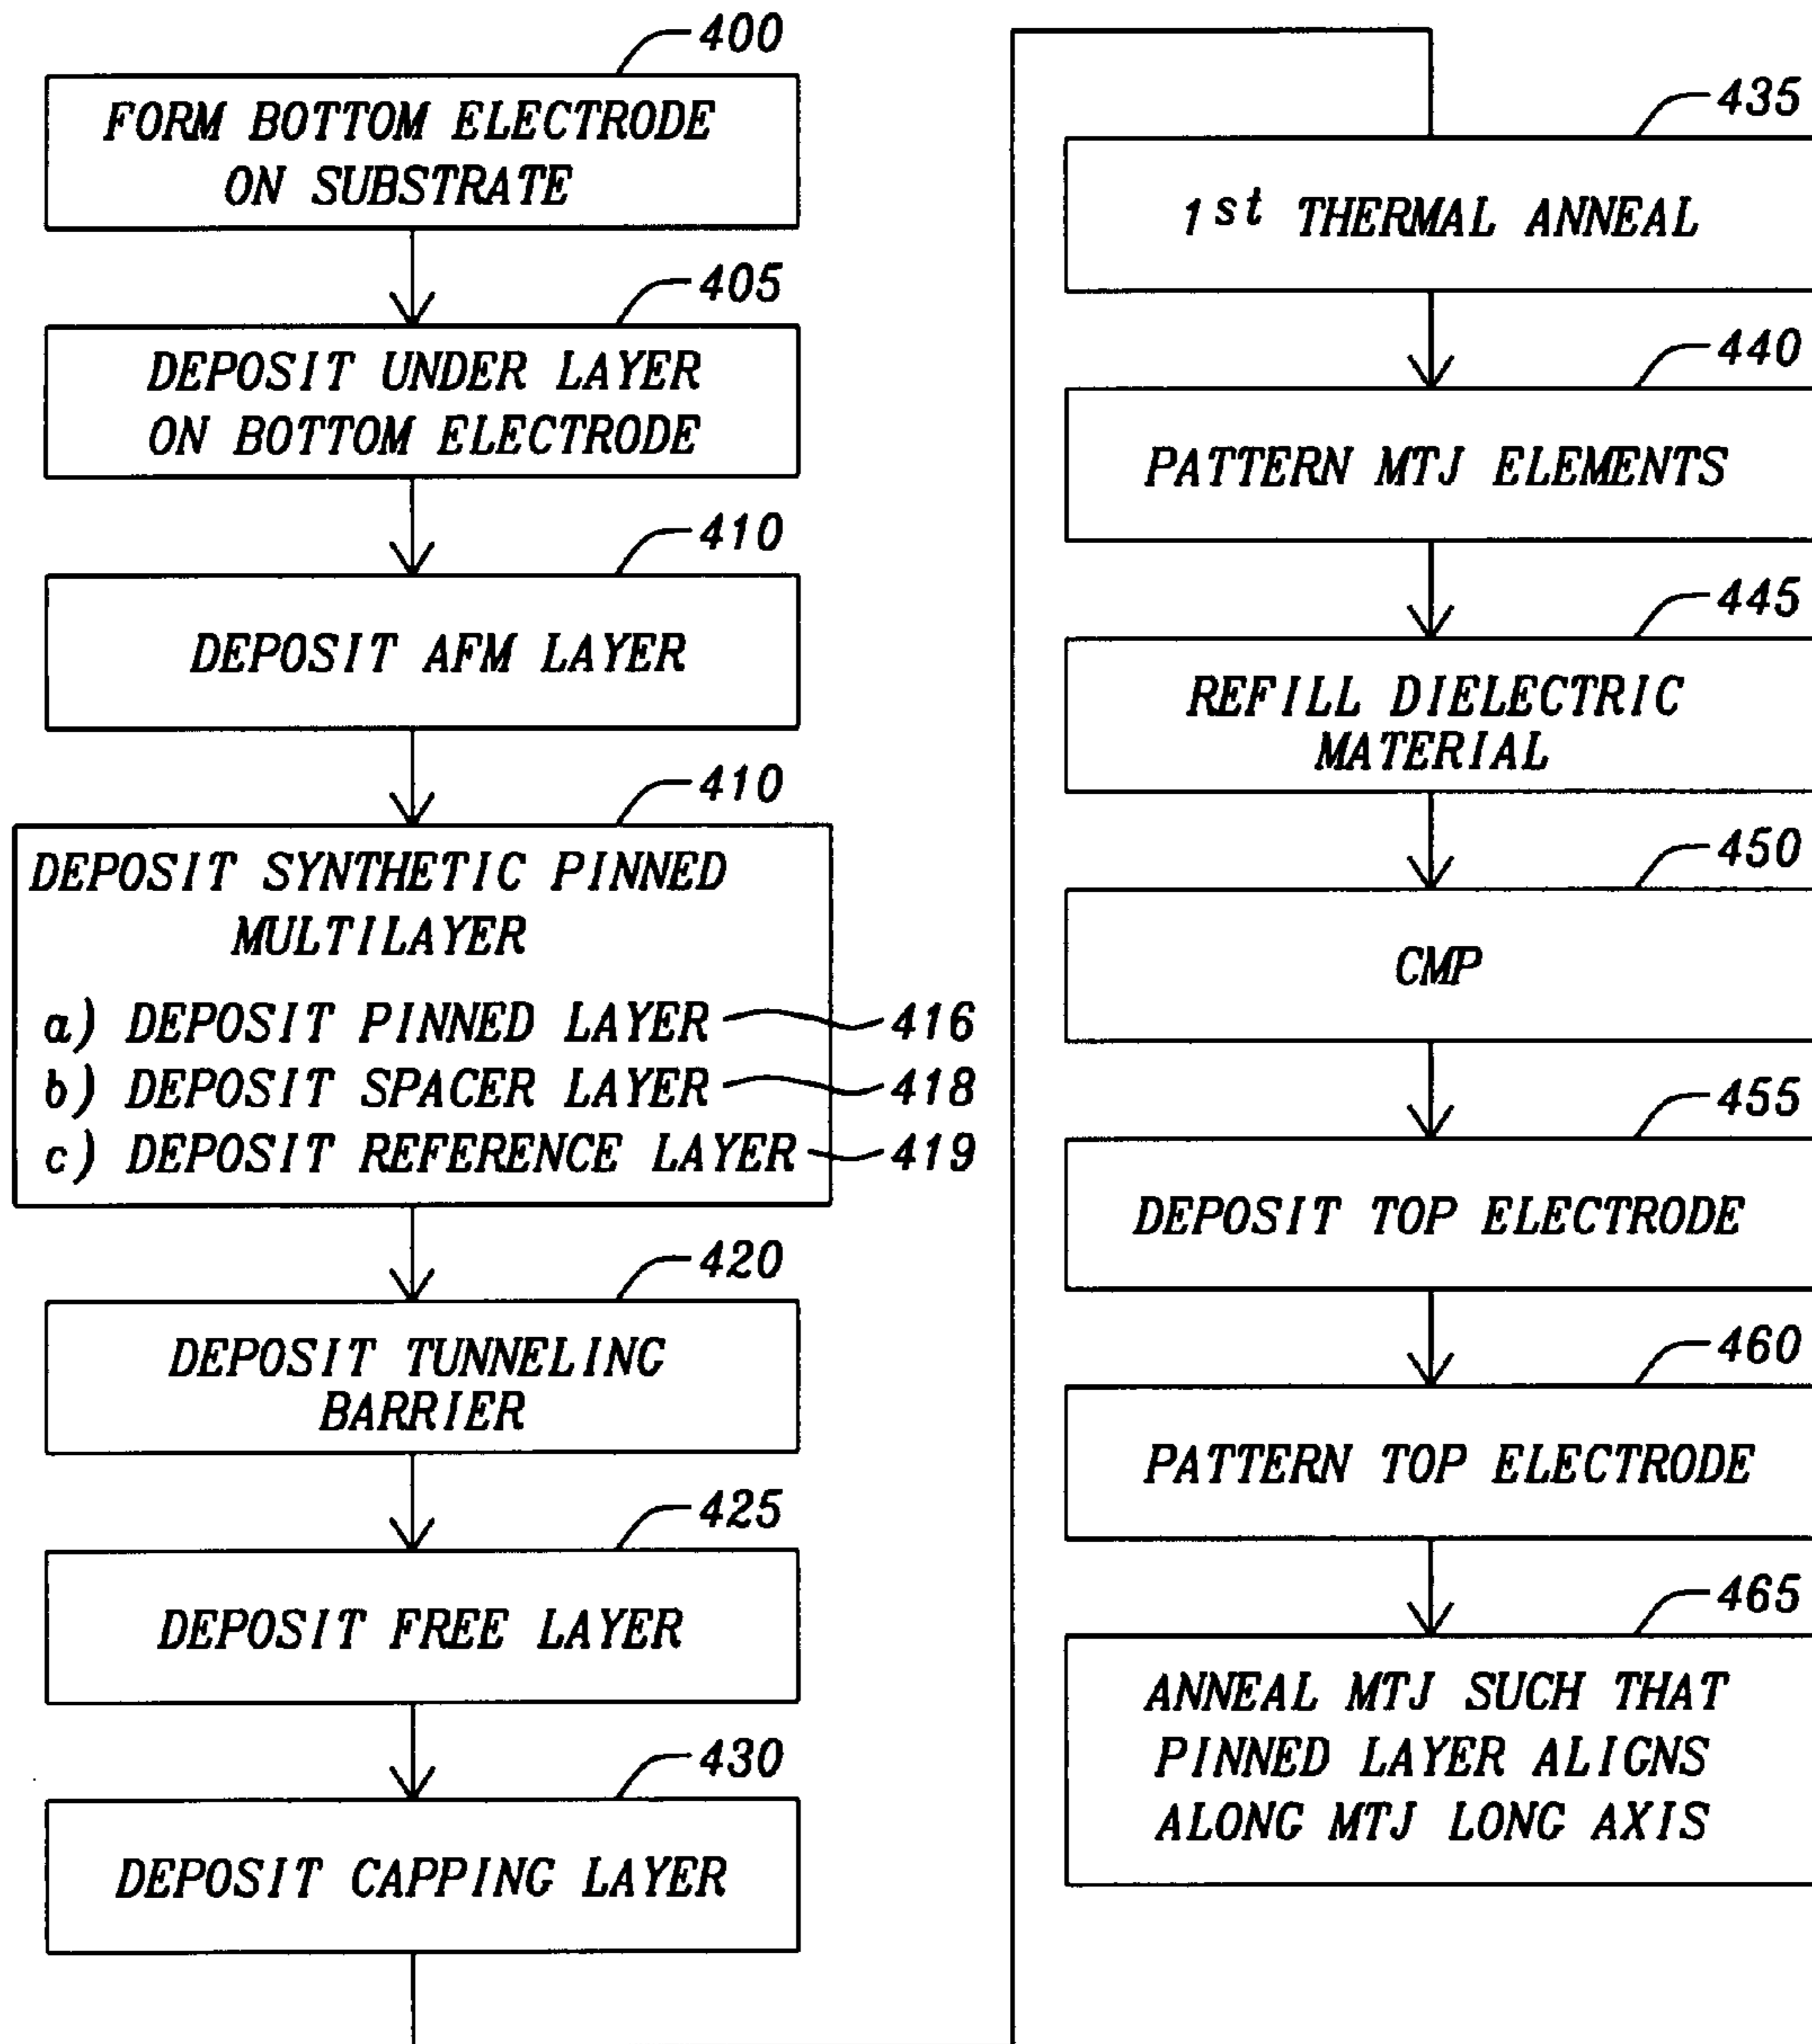 400
FORM BOTTOM ELECTRODE
ON SUBSTRATE
405
DEPOSIT UNDER LAYER
ON BOTTOM ELECTRODE
410
DEPOSIT AFM LAYER
410
DEPOSIT SYNTHETIC PINNED
MULTILAYER
a) DEPOSIT PINNED LAYER 416
b) DEPOSIT SPACER LAYER 418
c) DEPOSIT REFERENCE LAYER 419
420
DEPOSIT TUNNELING
BARRIER
425
DEPOSIT FREE LAYER
430
DEPOSIT CAPPING LAYER
435
1st THERMAL ANNEAL
440
PATTERN MTJ ELEMENTS
445
REFILL DIELECTRIC
MATERIAL
450
CMP
455
DEPOSIT TOP ELECTRODE
460
PATTERN TOP ELECTRODE
465
ANNEAL MTJ SUCH THAT
PINNED LAYER ALIGNS
ALONG MTJ LONG AXIS